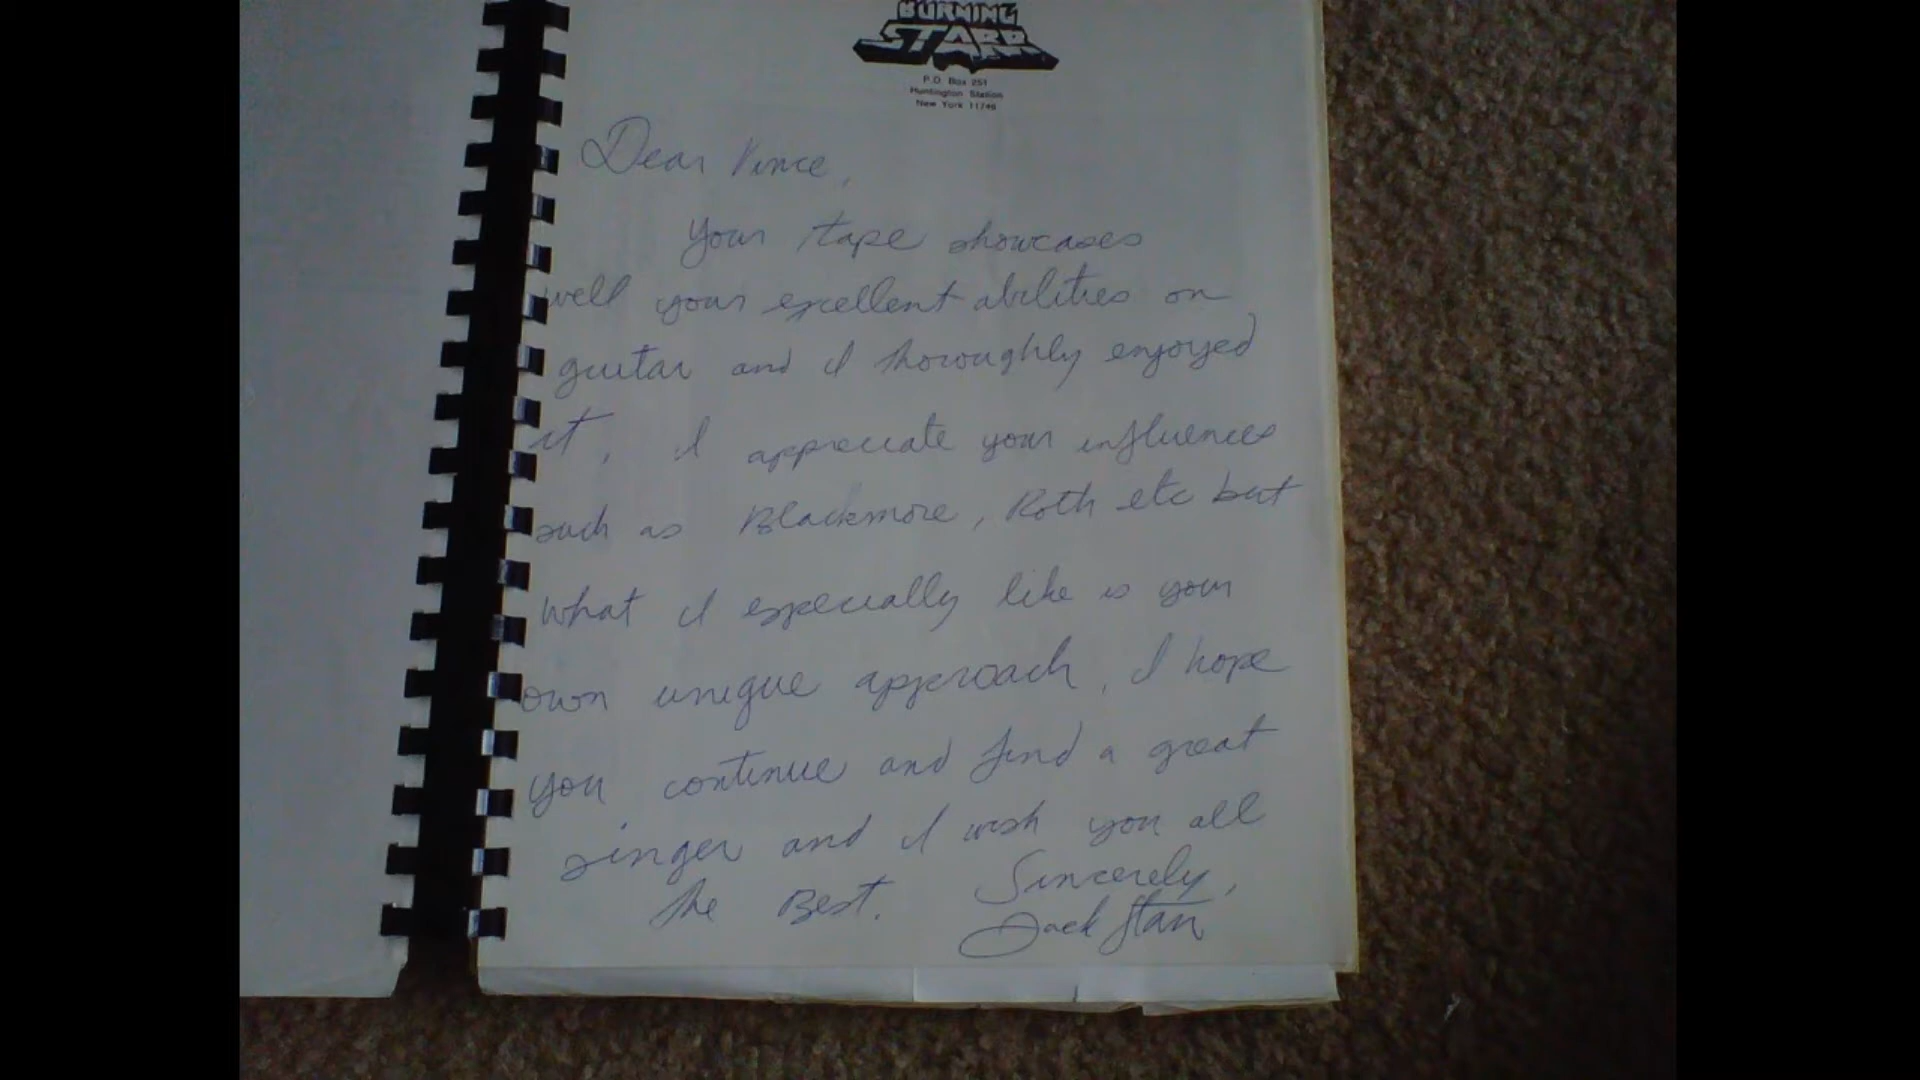 BURNING
STARR
P.O. Box 251
Huntington Station
New York 11746
Dear Vince,
Your tape showcases
well your excellent abilities on
guitar and I thoroughly enjoyed
it, I appreciate your influences
such as Blackmore, Roth etc but
what I especially like is your
own unique approach, I hope
you continue and find a great
singer and I wish you all
the Best. Sincerely,
Jack Starr